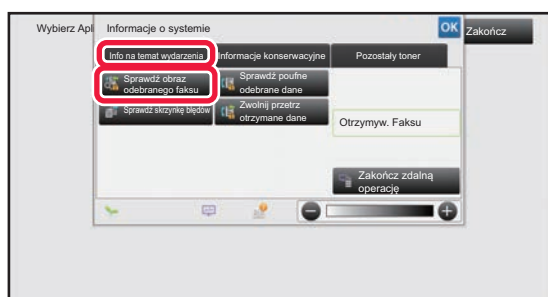 Wybierz Apl
Informacje o systemie
OK
Zakończ
Info na temat wydarzenia
Informacje konserwacyjne
Pozostały toner
Sprawdź obraz
odebranego faksu
Sprawdź poufne
odebrane dane
Sprawdź skrzynkę błędów
Zwolnij przetrz
otrzymane dane
Otrzymyw. Faksu
Zakończ zdalną
operację